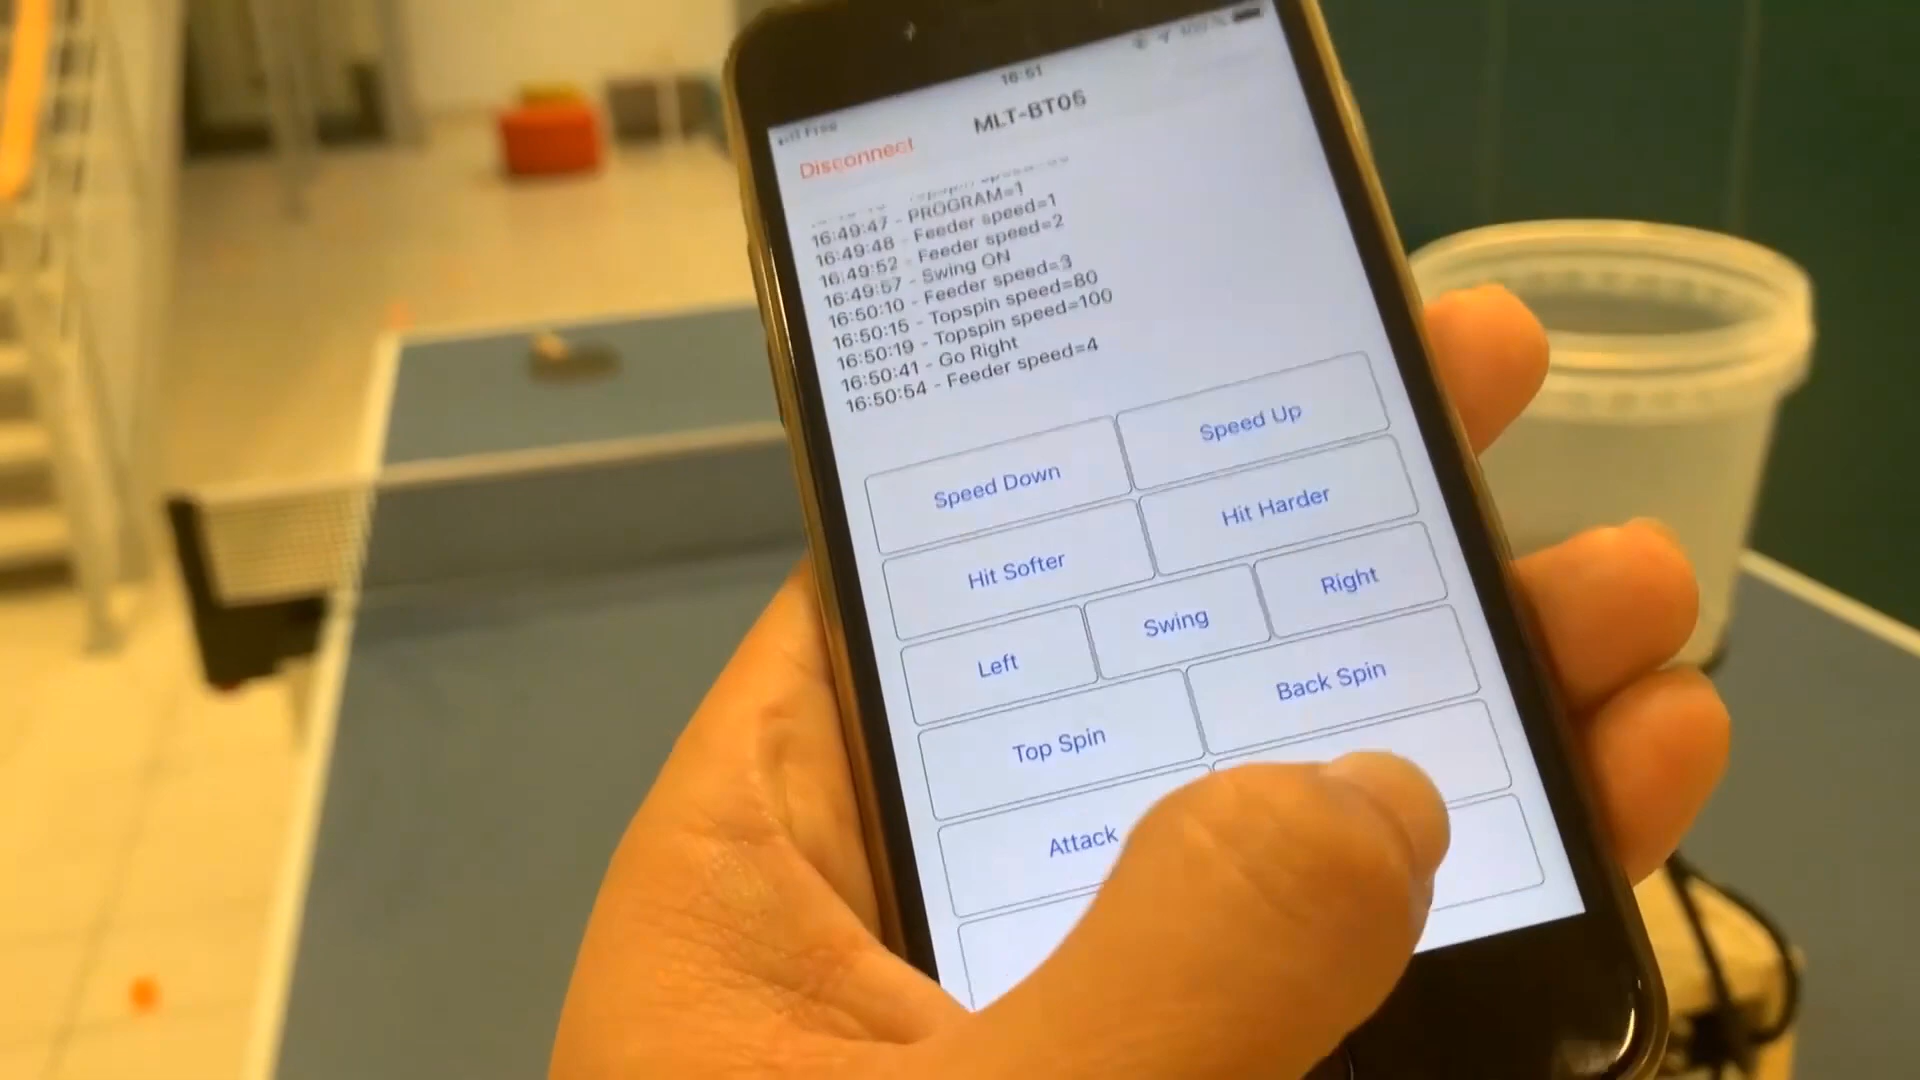 Free
16:51
Disconnect
MLT-BT05
16:49:47 - PROGRAM=1
16:49:48 - Feeder speed=1
16:49:52 - Feeder speed=2
16:49:57 - Swing ON
16:50:10 - Feeder speed=3
16:50:15 - Topspin speed=80
16:50:19 - Topspin speed=100
16:50:41 - Go Right
16:50:54 - Feeder speed=4
Speed Down
Speed Up
Hit Softer
Hit Harder
Left
Swing
Right
Top Spin
Back Spin
Attack